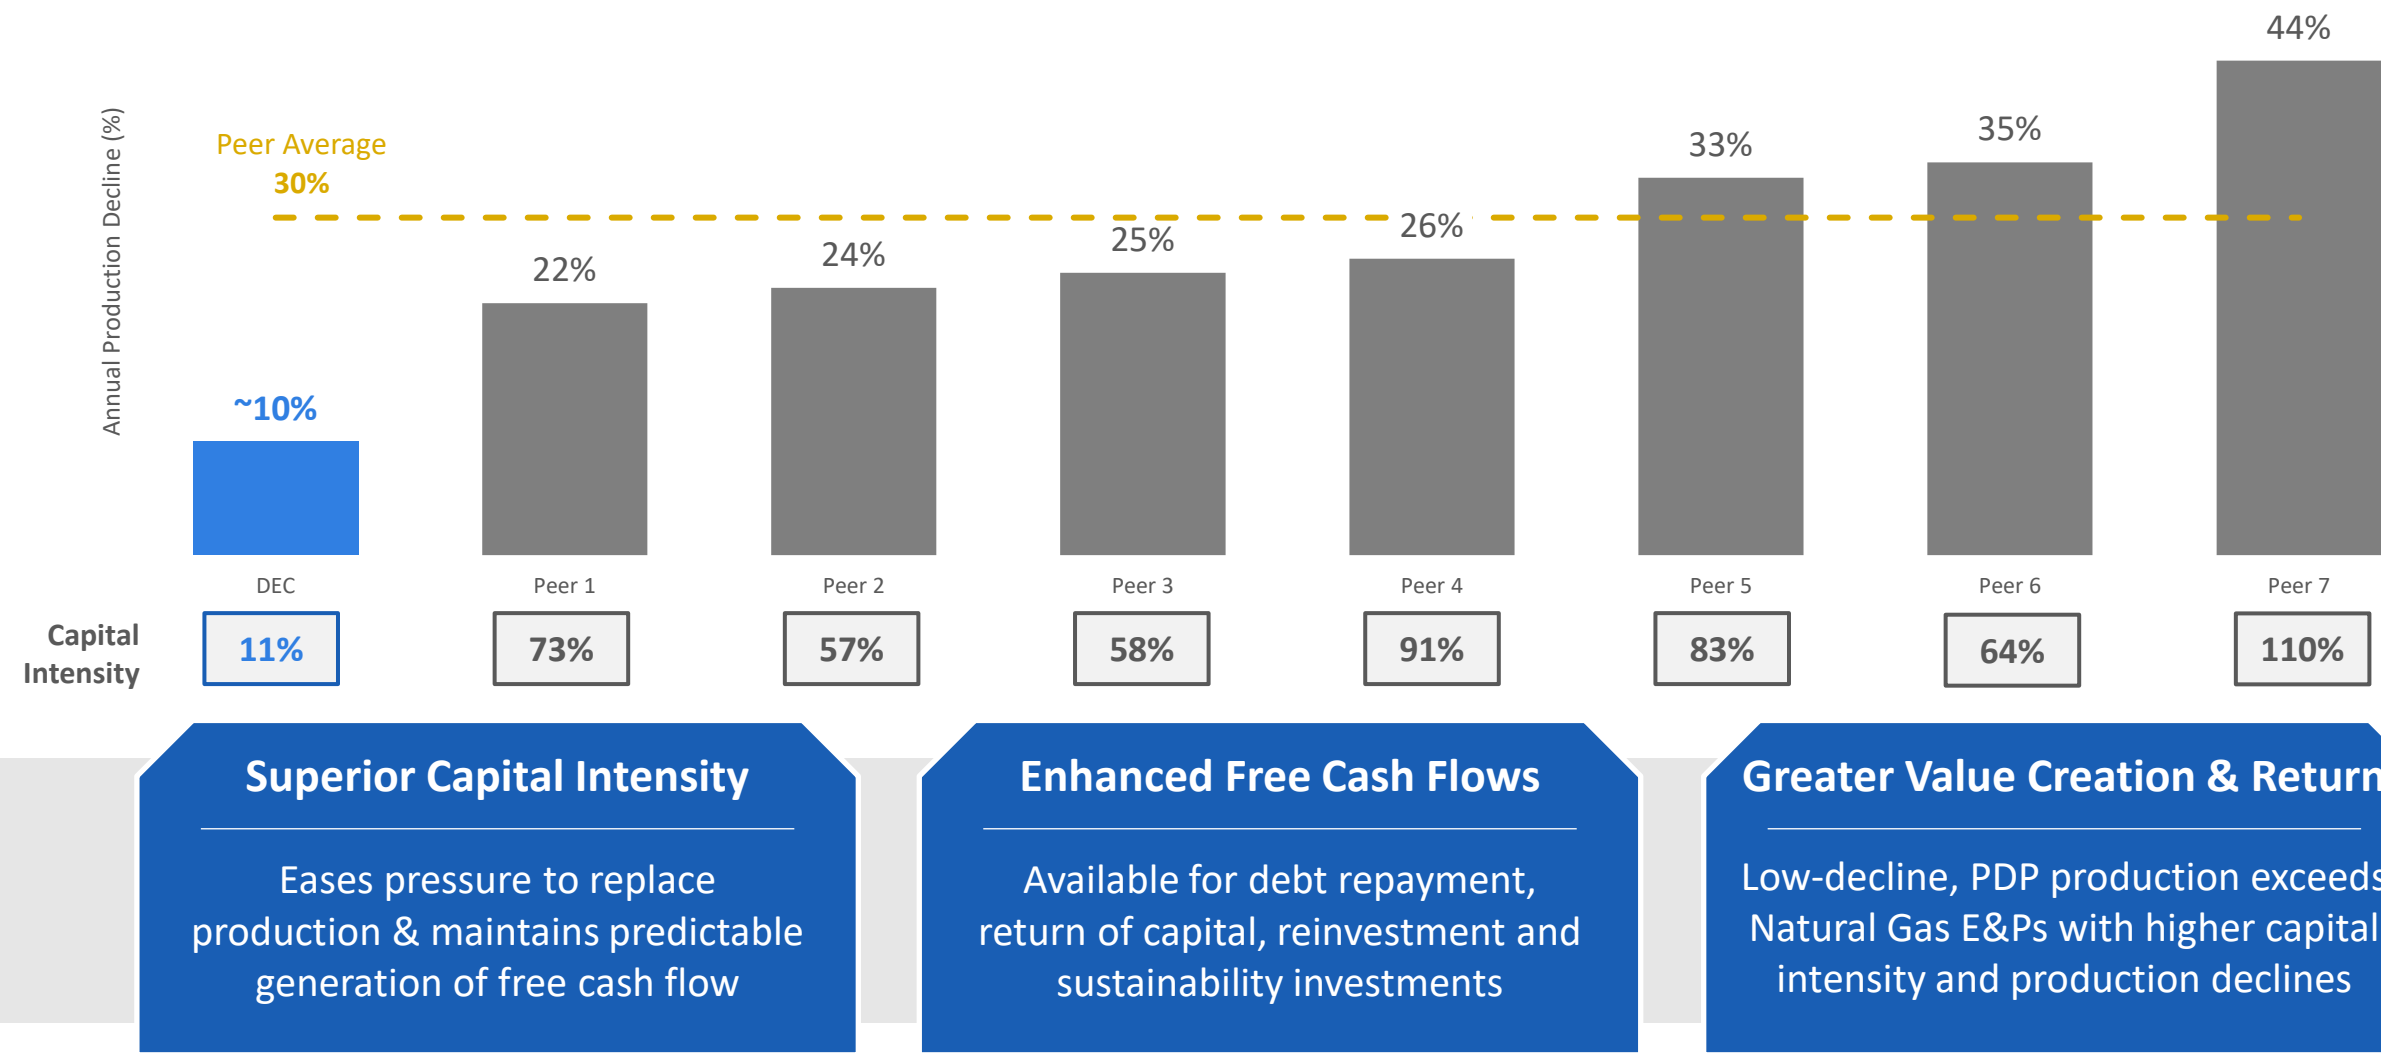 44%
Annual Production Decline (%)
Peer Average
30%
~10%
22%
24%
25%
26%
33%
35%
DEC
Peer 1
Peer 2
Peer 3
Peer 4
Peer 5
Peer 6
Peer 7
Capital
Intensity
11%
73%
57%
58%
91%
83%
64%
110%
Superior Capital Intensity
Eases pressure to replace
production & maintains predictable
generation of free cash flow
Enhanced Free Cash Flows
Available for debt repayment,
return of capital, reinvestment and
sustainability investments
Greater Value Creation & Return
Low-decline, PDP production exceeds
Natural Gas E&Ps with higher capital
intensity and production declines